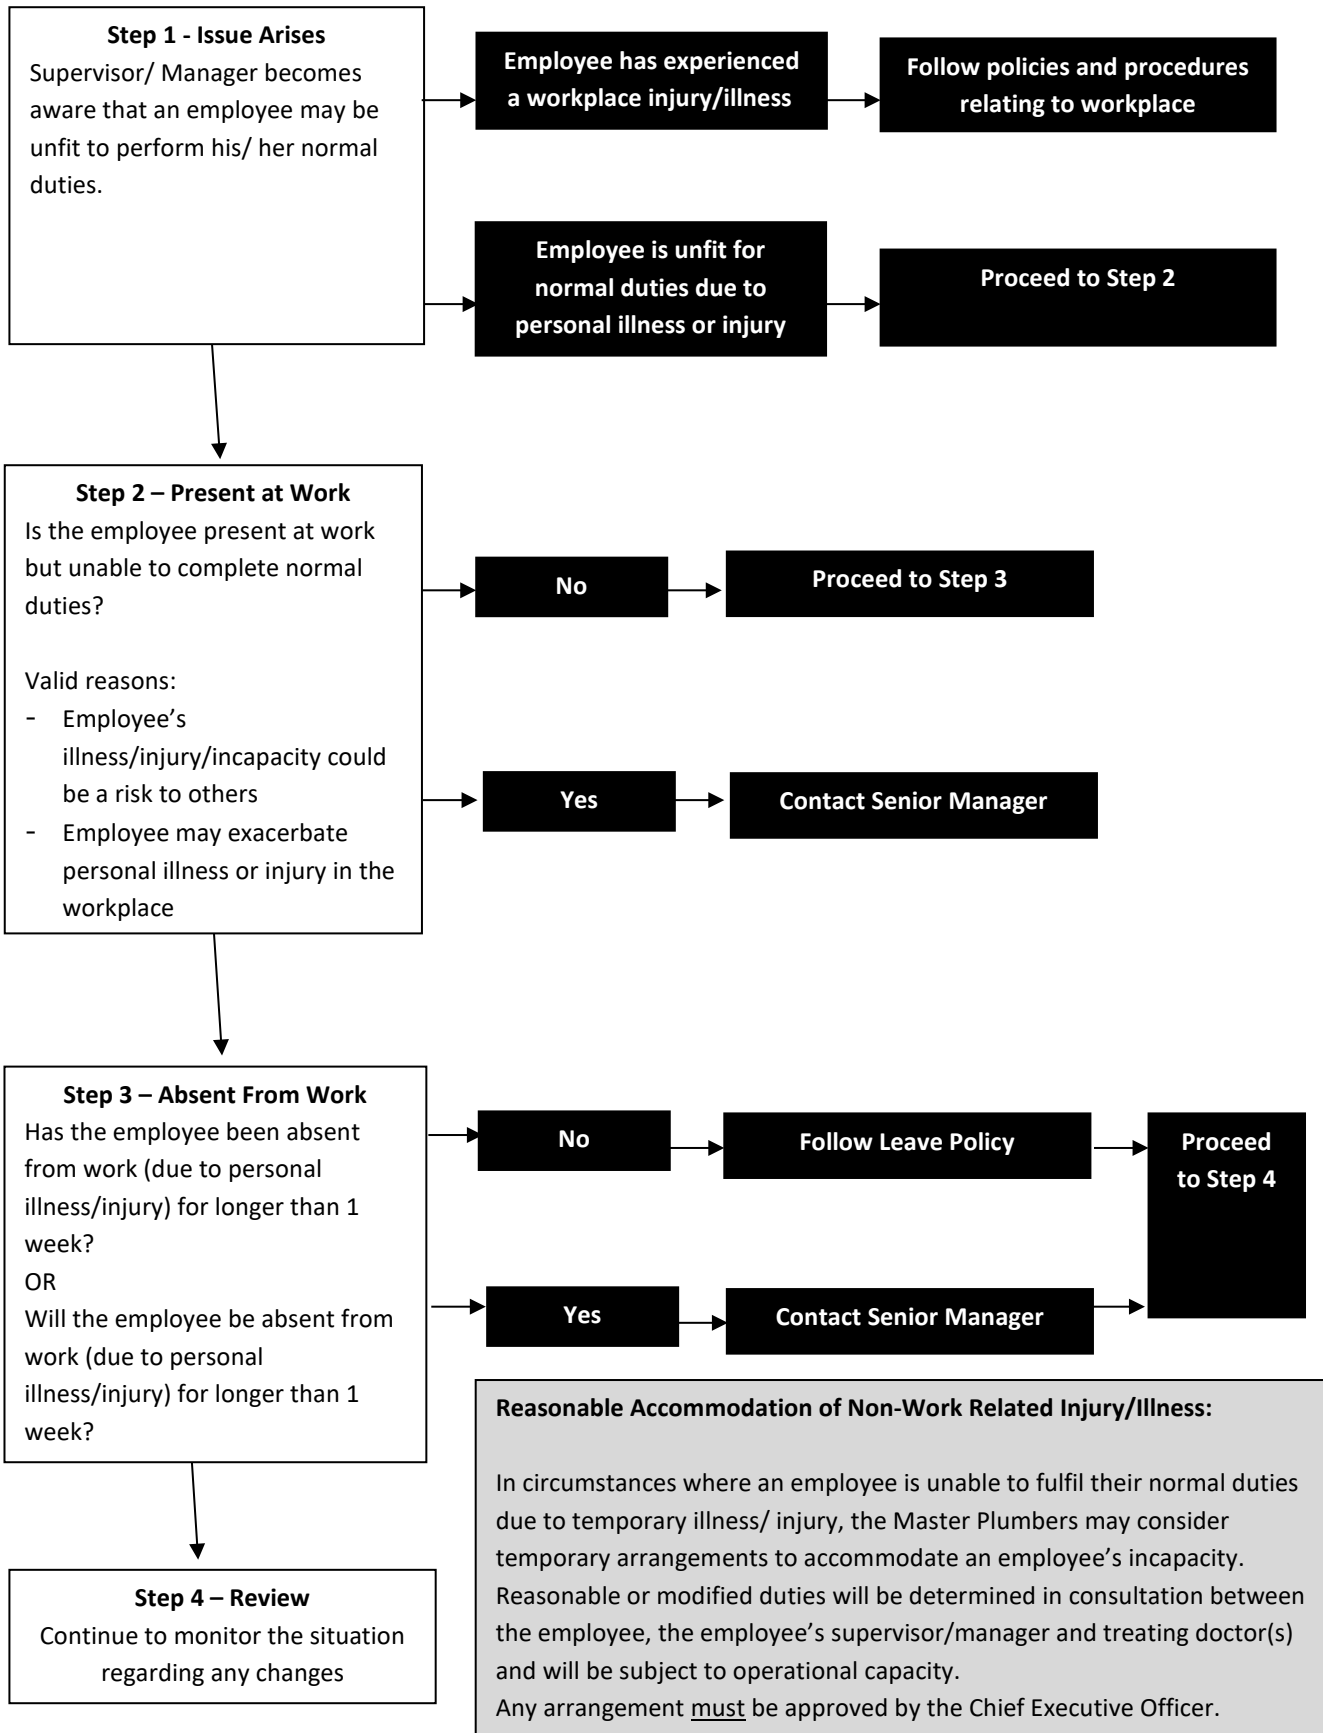 Step 1 - Issue Arises
Supervisor/ Manager becomes
aware that an employee may be
unfit to perform his/ her normal
duties.
Employee has experienced
a workplace injury/illness
Follow policies and procedures
relating to workplace
Employee is unfit for
normal duties due to
personal illness or injury
Proceed to Step 2
Step 2 – Present at Work
Is the employee present at work
but unable to complete normal
duties?
Valid reasons:
- Employee’s
illness/injury/incapacity could
be a risk to others
- Employee may exacerbate
personal illness or injury in the
workplace
No
Proceed to Step 3
Yes
Contact Senior Manager
Step 3 – Absent From Work
Has the employee been absent
from work (due to personal
illness/injury) for longer than 1
week?
OR
Will the employee be absent from
work (due to personal
illness/injury) for longer than 1
week?
No
Follow Leave Policy
Proceed
to Step 4
Yes
Contact Senior Manager
Step 4 – Review
Continue to monitor the situation
regarding any changes
Reasonable Accommodation of Non-Work Related Injury/Illness:
In circumstances where an employee is unable to fulfil their normal duties
due to temporary illness/ injury, the Master Plumbers may consider
temporary arrangements to accommodate an employee’s incapacity.
Reasonable or modified duties will be determined in consultation between
the employee, the employee’s supervisor/manager and treating doctor(s)
and will be subject to operational capacity.
Any arrangement must be approved by the Chief Executive Officer.